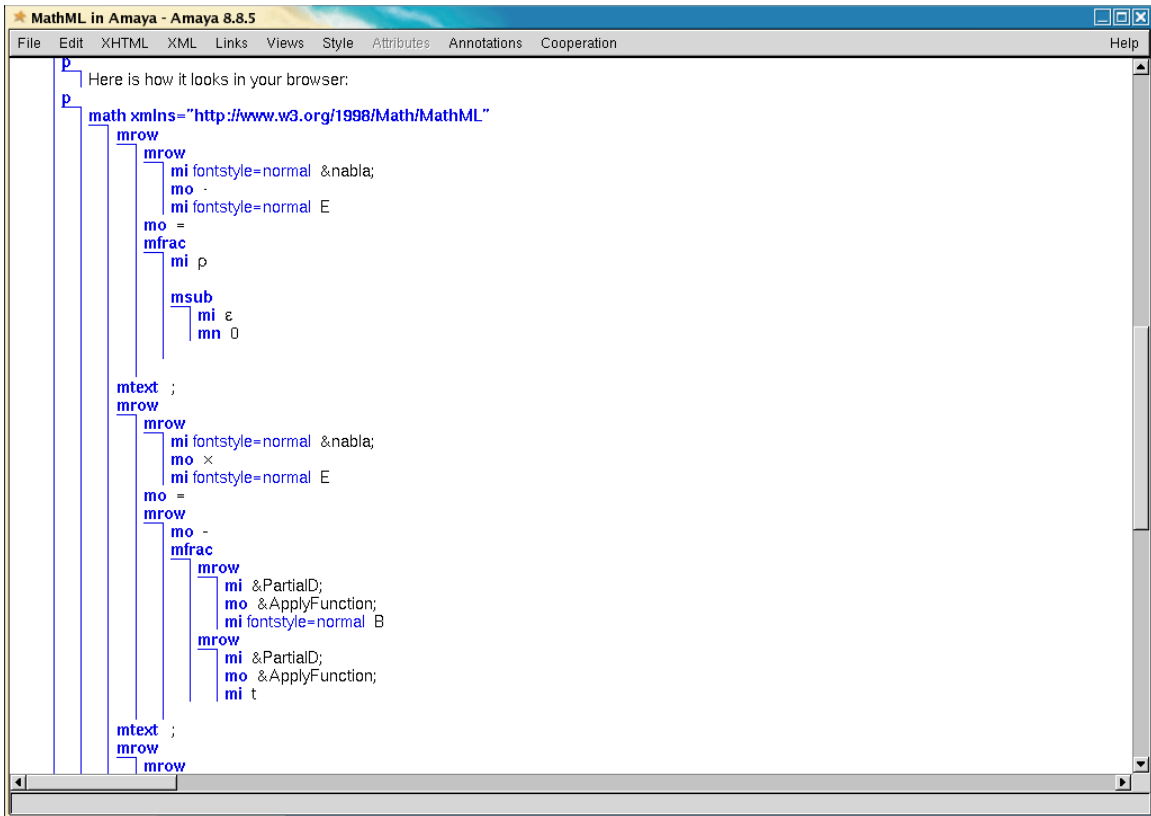 MathML in Amaya - Amaya 8.8.5
File Edit XHTML XML Links Views Style Attributes Annotations Cooperation Help
p
Here is how it looks in your browser:
p
math xmlns="http://www.w3.org/1998/Math/MathML"
mrow
mrow
mi fontstyle=normal &nabla;
mo -
mi fontstyle=normal E
mo =
mfrac
mi ρ
msub
mi ε
mn 0
mtext ;
mrow
mrow
mi fontstyle=normal &nabla;
mo ×
mi fontstyle=normal E
mo =
mrow
mo -
mfrac
mrow
mi &PartialD;
mo &ApplyFunction;
mi fontstyle=normal B
mrow
mi &PartialD;
mo &ApplyFunction;
mi t
mtext ;
mrow
mrow